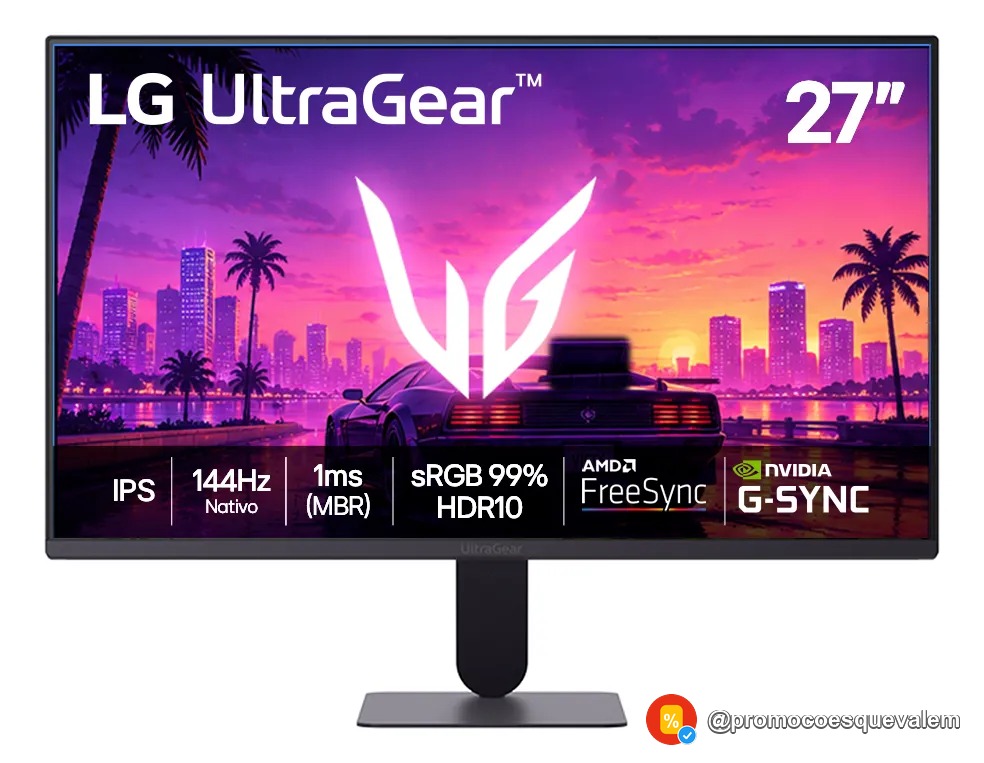 LG UltraGear™
27"
IPS
144Hz
Nativo
1ms
(MBR)
sRGB 99%
HDR10
AMD
FreeSync
NVIDIA
G-SYNC
UltraGear
%
@promocoesquevalem